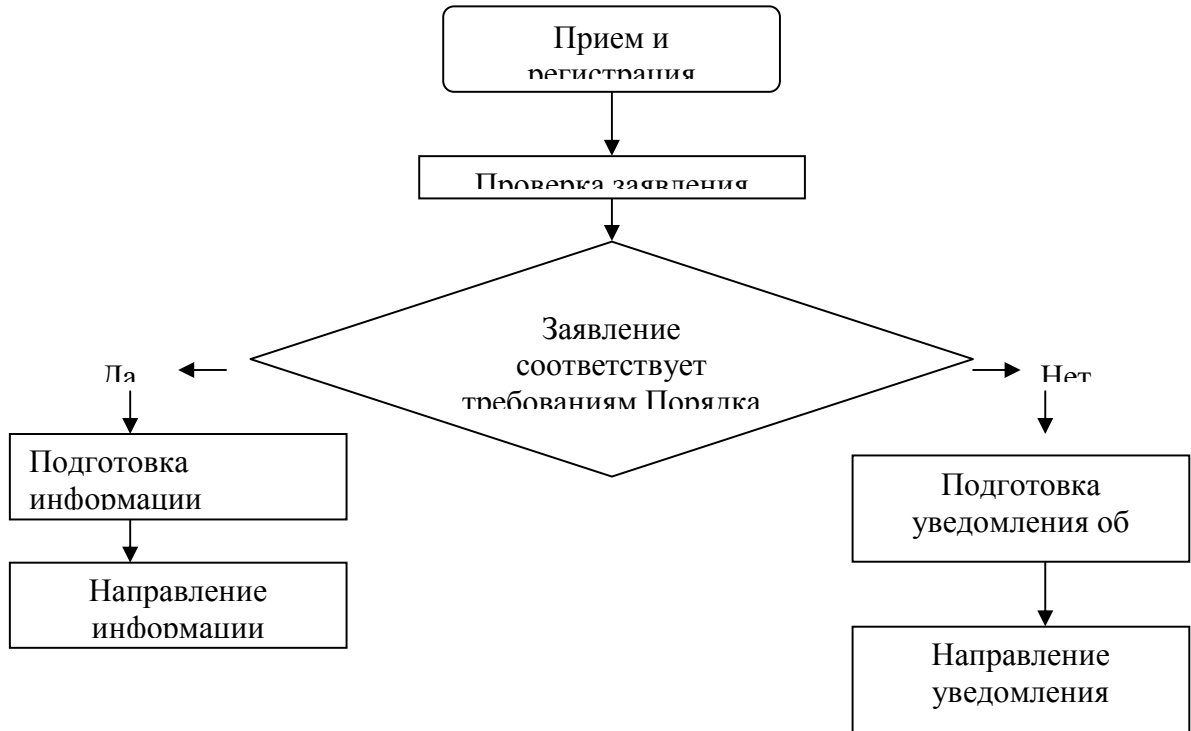 Прием и
регистрация
Проверка заявления
Заявление
соответствует
требованиям Порядка
Да
Нет
Подготовка
информации
Направление
информации
Подготовка
уведомления об
Направление
уведомления